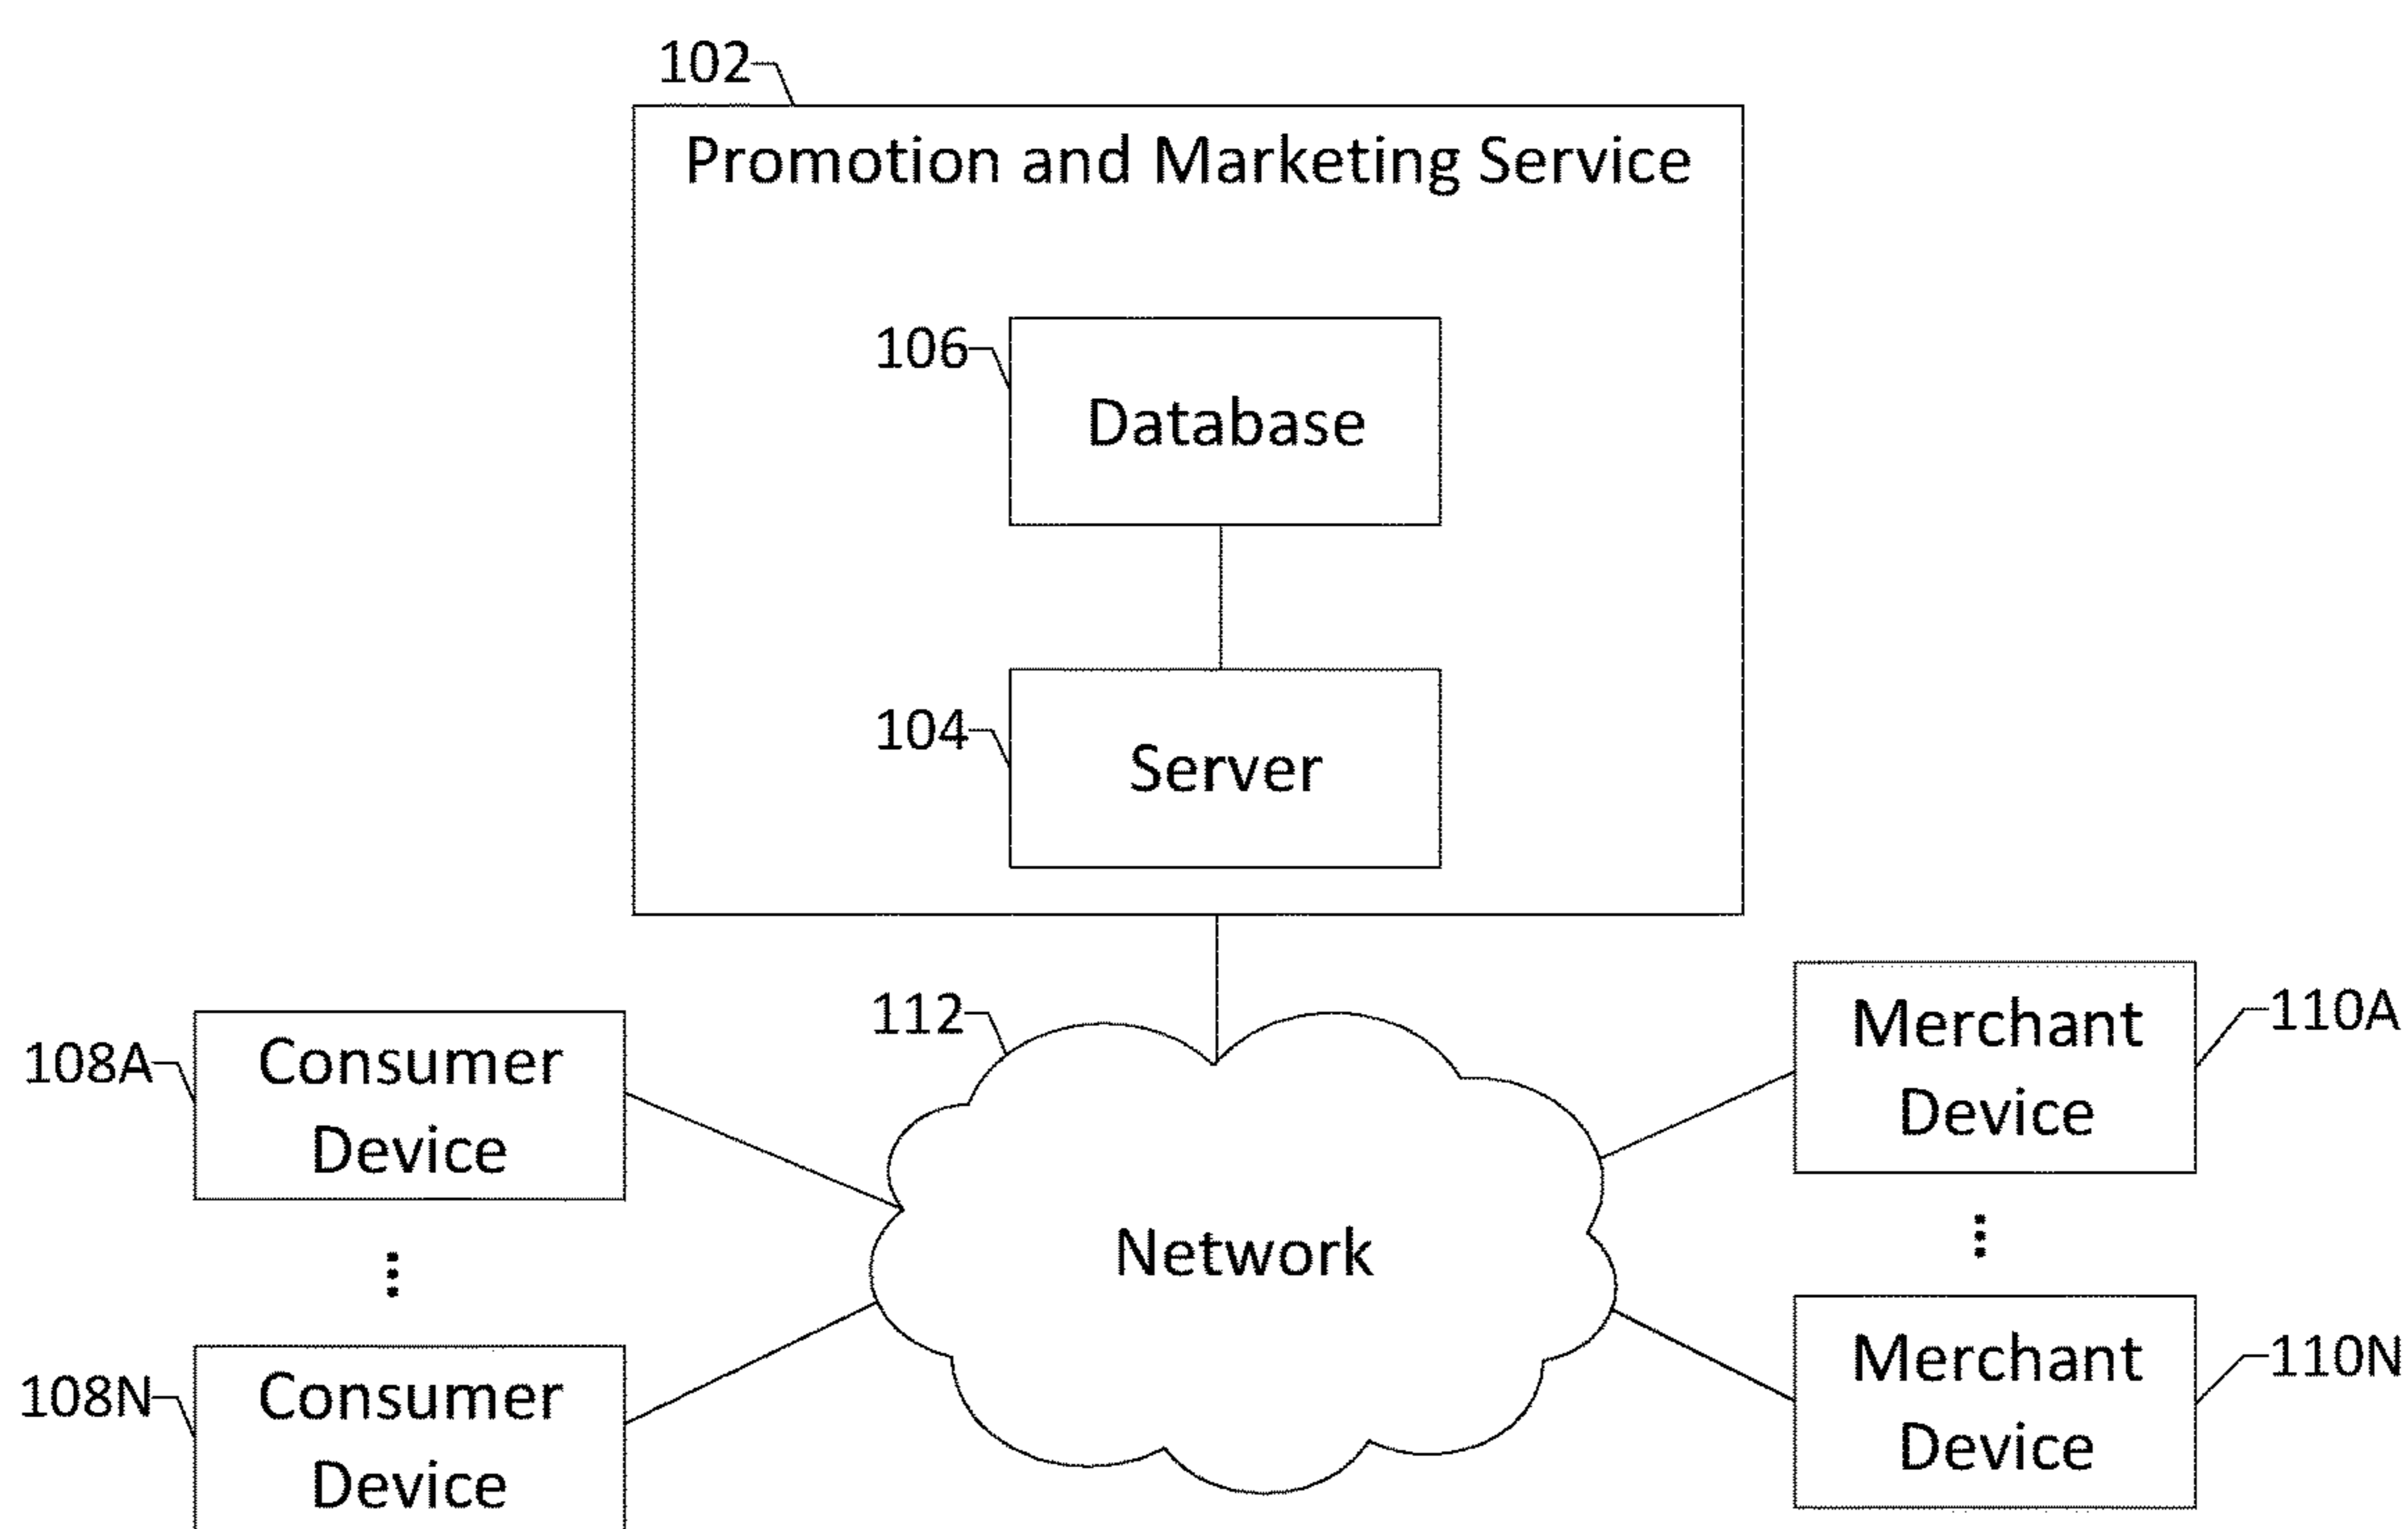 102
Promotion and Marketing Service
106
Database
104
Server
112
108A
Consumer
Device
108N
Consumer
Device
Network
Merchant
Device
110A
Merchant
Device
110N